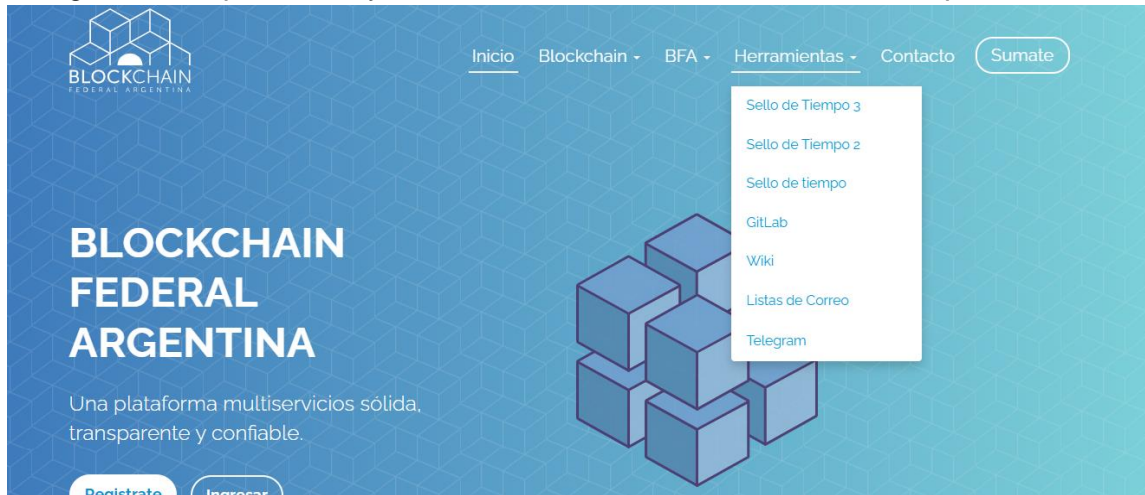 BLOCKCHAIN
FEDERAL ARGENTINA
Inicio Blockchain BFA Herramientas Contacto Sumate
Sello de Tiempo 3
Sello de Tiempo 2
Sello de tiempo
GitLab
Wiki
Listas de Correo
Telegram
BLOCKCHAIN
FEDERAL
ARGENTINA
Una plataforma multiservicios sólida,
transparente y confiable.
Registrate Ingresar